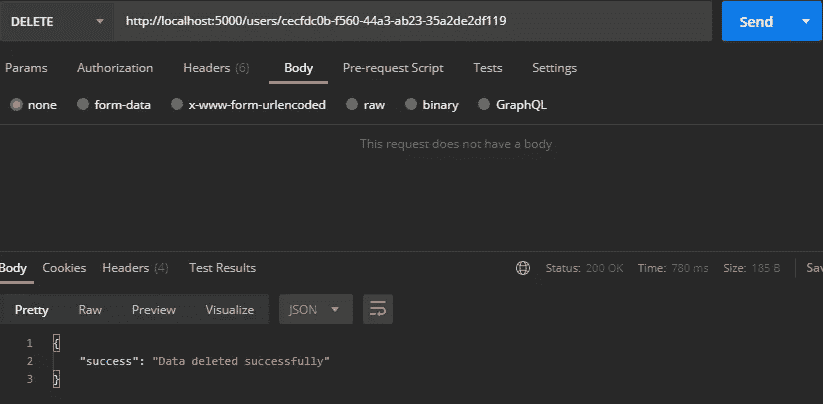 DELETE http://localhost:5000/users/cecfdc0b-f560-44a3-ab23-35a2de2df119 Send
Params Authorization Headers (6) Body Pre-request Script Tests Settings
none form-data x-www-form-urlencoded raw binary GraphQL
This request does not have a body
Body Cookies Headers (4) Test Results Status: 200 OK Time: 780 ms Size: 185 B Sav
Pretty Raw Preview Visualize JSON
1 {
2 "success": "Data deleted successfully"
3 }